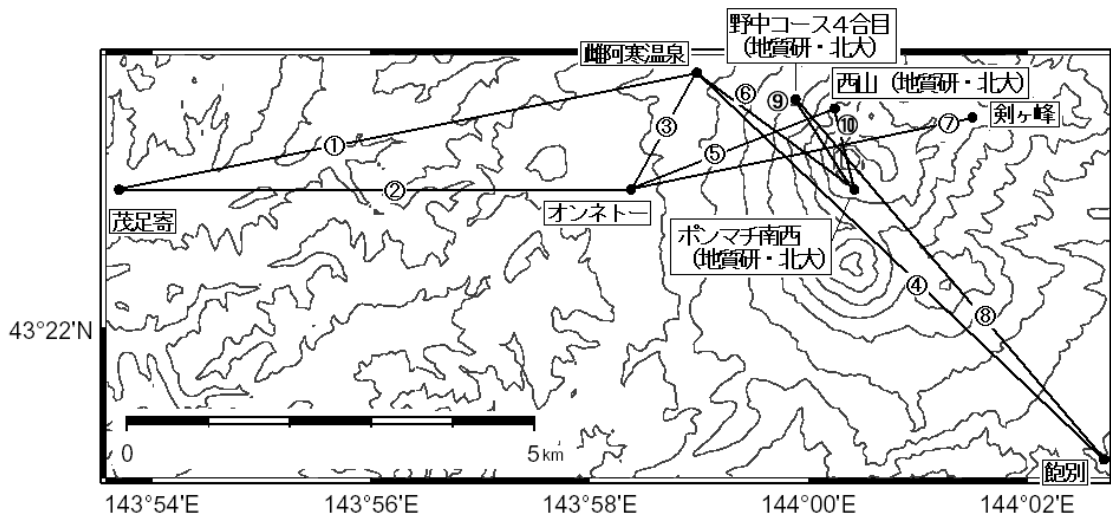 野中コース4合目
（地質研・北大）
雌阿寒温泉
西山（地質研・北大）
剣ヶ峰
⑨
⑥
⑩
⑦
③
①
⑤
②
茂足寄
オンネトー
ポンマチ南西
（地質研・北大）
④
⑧
43°22'N
0
5km
飽別
143°54'E
143°56'E
143°58'E
144°00'E
144°02'E